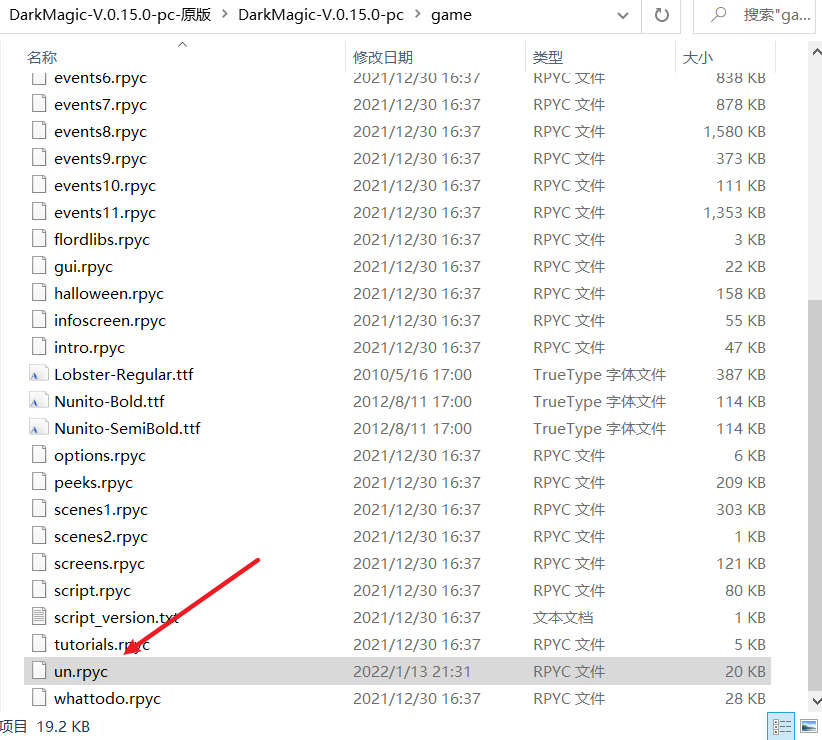 DarkMagic-V.0.15.0-pc-原版 › DarkMagic-V.0.15.0-pc › game 搜索"ga...
名称 修改日期 类型 大小
events6.rpyc 2021/12/30 16:37 RPYC 文件 838 KB
events7.rpyc 2021/12/30 16:37 RPYC 文件 878 KB
events8.rpyc 2021/12/30 16:37 RPYC 文件 1,580 KB
events9.rpyc 2021/12/30 16:37 RPYC 文件 373 KB
events10.rpyc 2021/12/30 16:37 RPYC 文件 111 KB
events11.rpyc 2021/12/30 16:37 RPYC 文件 1,353 KB
flordlibs.rpyc 2021/12/30 16:37 RPYC 文件 3 KB
gui.rpyc 2021/12/30 16:37 RPYC 文件 22 KB
halloween.rpyc 2021/12/30 16:37 RPYC 文件 158 KB
infoscreen.rpyc 2021/12/30 16:37 RPYC 文件 55 KB
intro.rpyc 2021/12/30 16:37 RPYC 文件 47 KB
Lobster-Regular.ttf 2010/5/16 17:00 TrueType 字体文件 387 KB
Nunito-Bold.ttf 2012/8/11 17:00 TrueType 字体文件 114 KB
Nunito-SemiBold.ttf 2012/8/11 17:00 TrueType 字体文件 114 KB
options.rpyc 2021/12/30 16:37 RPYC 文件 6 KB
peeks.rpyc 2021/12/30 16:37 RPYC 文件 209 KB
scenes1.rpyc 2021/12/30 16:37 RPYC 文件 303 KB
scenes2.rpyc 2021/12/30 16:37 RPYC 文件 1 KB
screens.rpyc 2021/12/30 16:37 RPYC 文件 121 KB
script.rpyc 2021/12/30 16:37 RPYC 文件 80 KB
script_version.txt 2021/12/30 16:37 文本文档 1 KB
tutorials.rpyc 2021/12/30 16:37 RPYC 文件 5 KB
un.rpyc 2022/1/13 21:31 RPYC 文件 20 KB
whattodo.rpyc 2021/12/30 16:37 RPYC 文件 28 KB
项目 19.2 KB